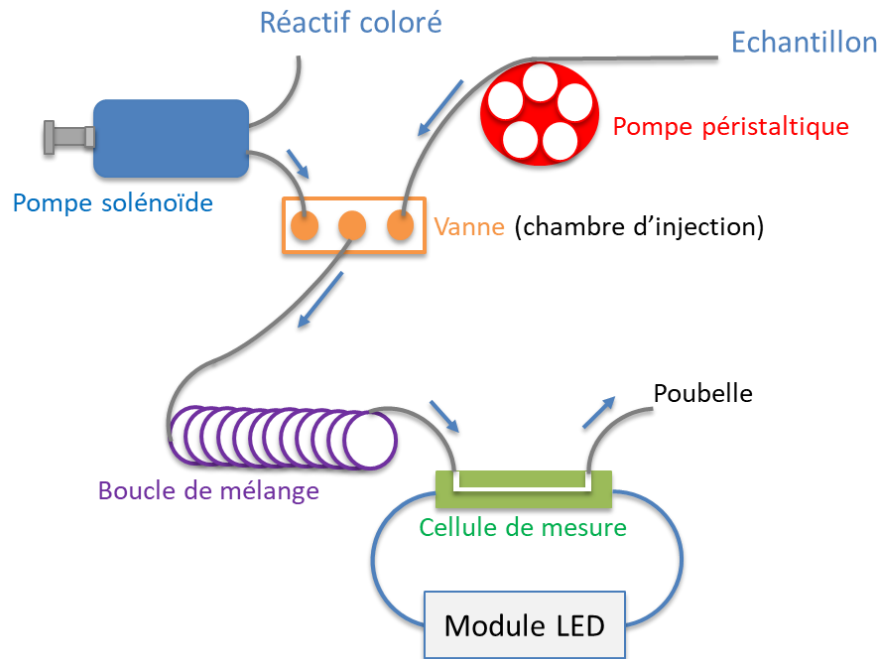 Réactif coloré
Echantillon
Pompe péristaltique
Pompe solénoïde
Vanne (chambre d’injection)
Poubelle
Boucle de mélange
Cellule de mesure
Module LED